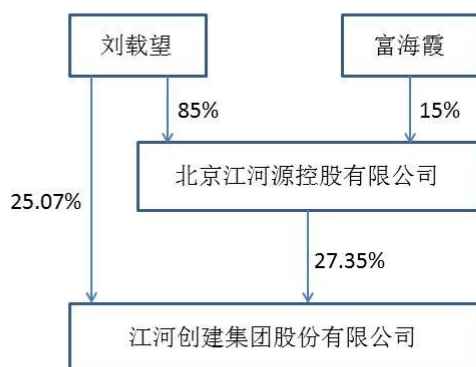 刘载望
富海霞
85%
15%
北京江河源控股有限公司
25.07%
27.35%
江河创建集团股份有限公司